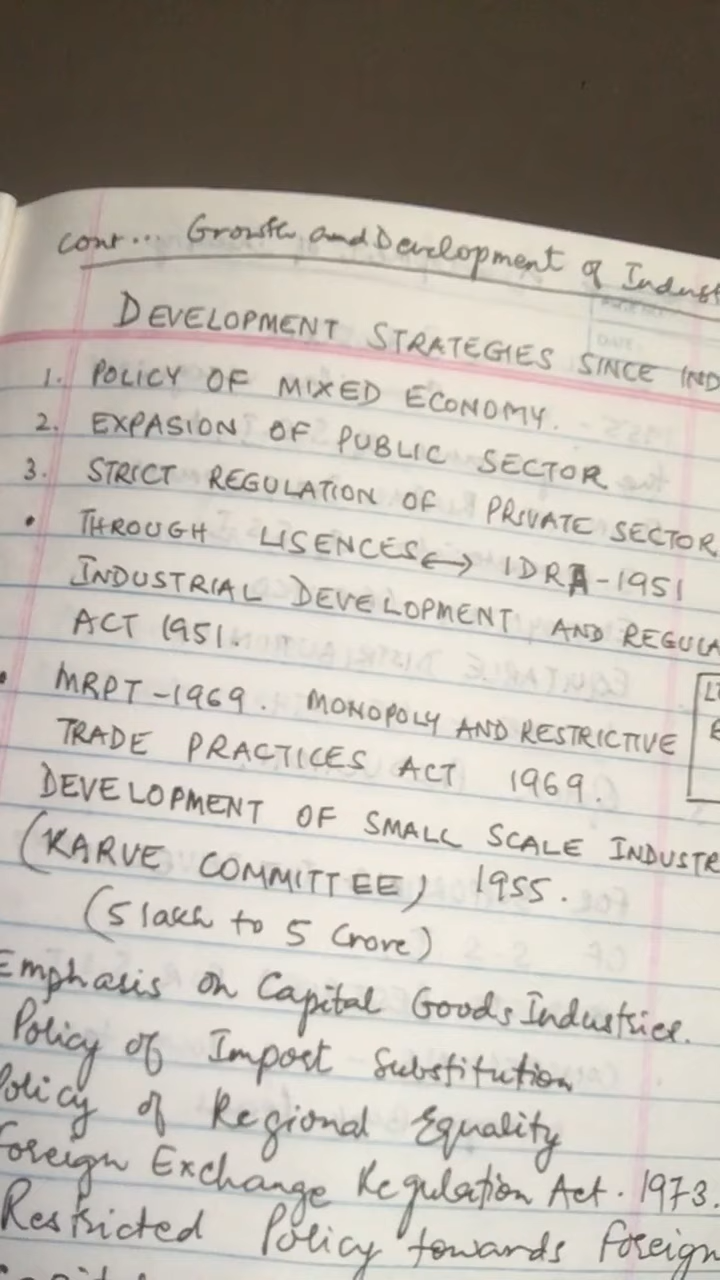 cont... Growth and Development of Indust
DEVELOPMENT STRATEGIES SINCE IND
1. POLICY OF MIXED ECONOMY.
2. EXPASION OF PUBLIC SECTOR
3. STRICT REGULATION OF PRIVATE SECTOR
• THROUGH LISENCES ↔ IDRA-1951
INDUSTRIAL DEVELOPMENT AND REGULA
ACT 1951.
• MRPT-1969. MONOPOLY AND RESTRICTIVE
TRADE PRACTICES ACT 1969.
DEVELOPMENT OF SMALL SCALE INDUSTR
(KARVE COMMITTEE) 1955.
(5 lakh to 5 Crore)
Emphasis on Capital Goods Industries.
Policy of Import Substitution
Policy of Regional Equality
Foreign Exchange Regulation Act. 1973.
Restricted Policy towards foreign